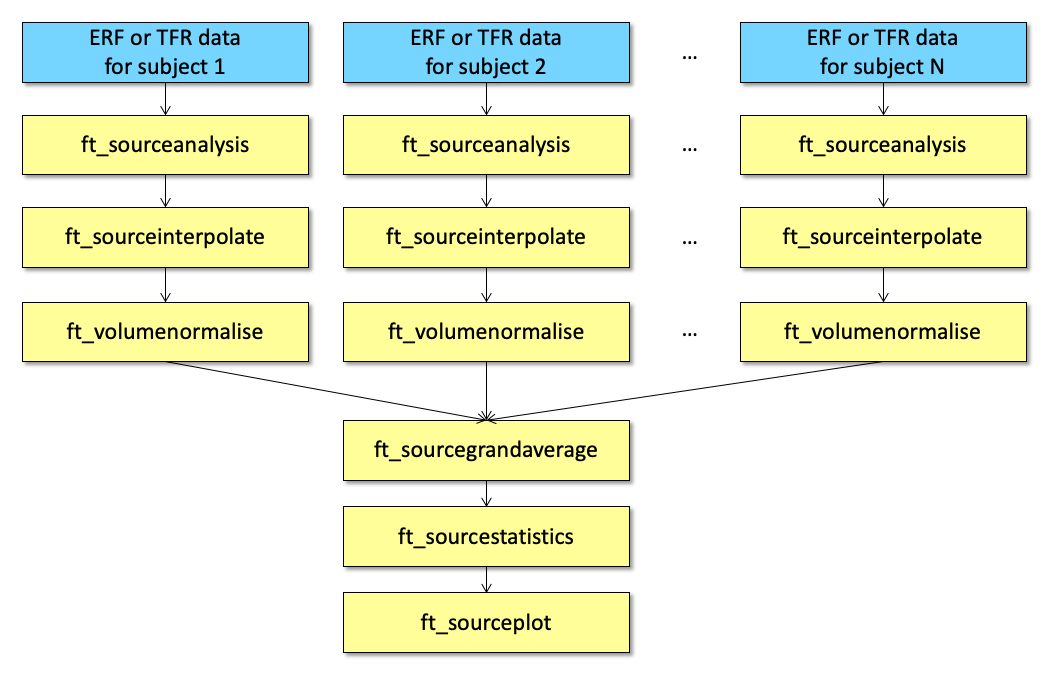 ERF or TFR data
for subject 1
ERF or TFR data
for subject 2
...
ERF or TFR data
for subject N
ft_sourceanalysis
ft_sourceanalysis
...
ft_sourceanalysis
ft_sourceinterpolate
ft_sourceinterpolate
...
ft_sourceinterpolate
ft_volumenormalise
ft_volumenormalise
...
ft_volumenormalise
ft_sourcegrandaverage
ft_sourcestatistics
ft_sourceplot